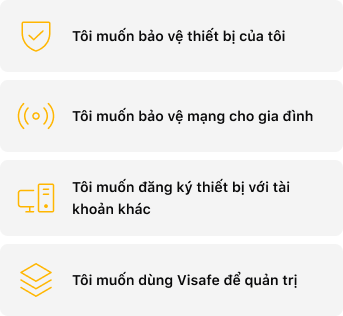 Tôi muốn bảo vệ thiết bị của tôi
Tôi muốn bảo vệ mạng cho gia đình
Tôi muốn đăng ký thiết bị với tài
khoản khác
Tôi muốn dùng Visafe để quản trị